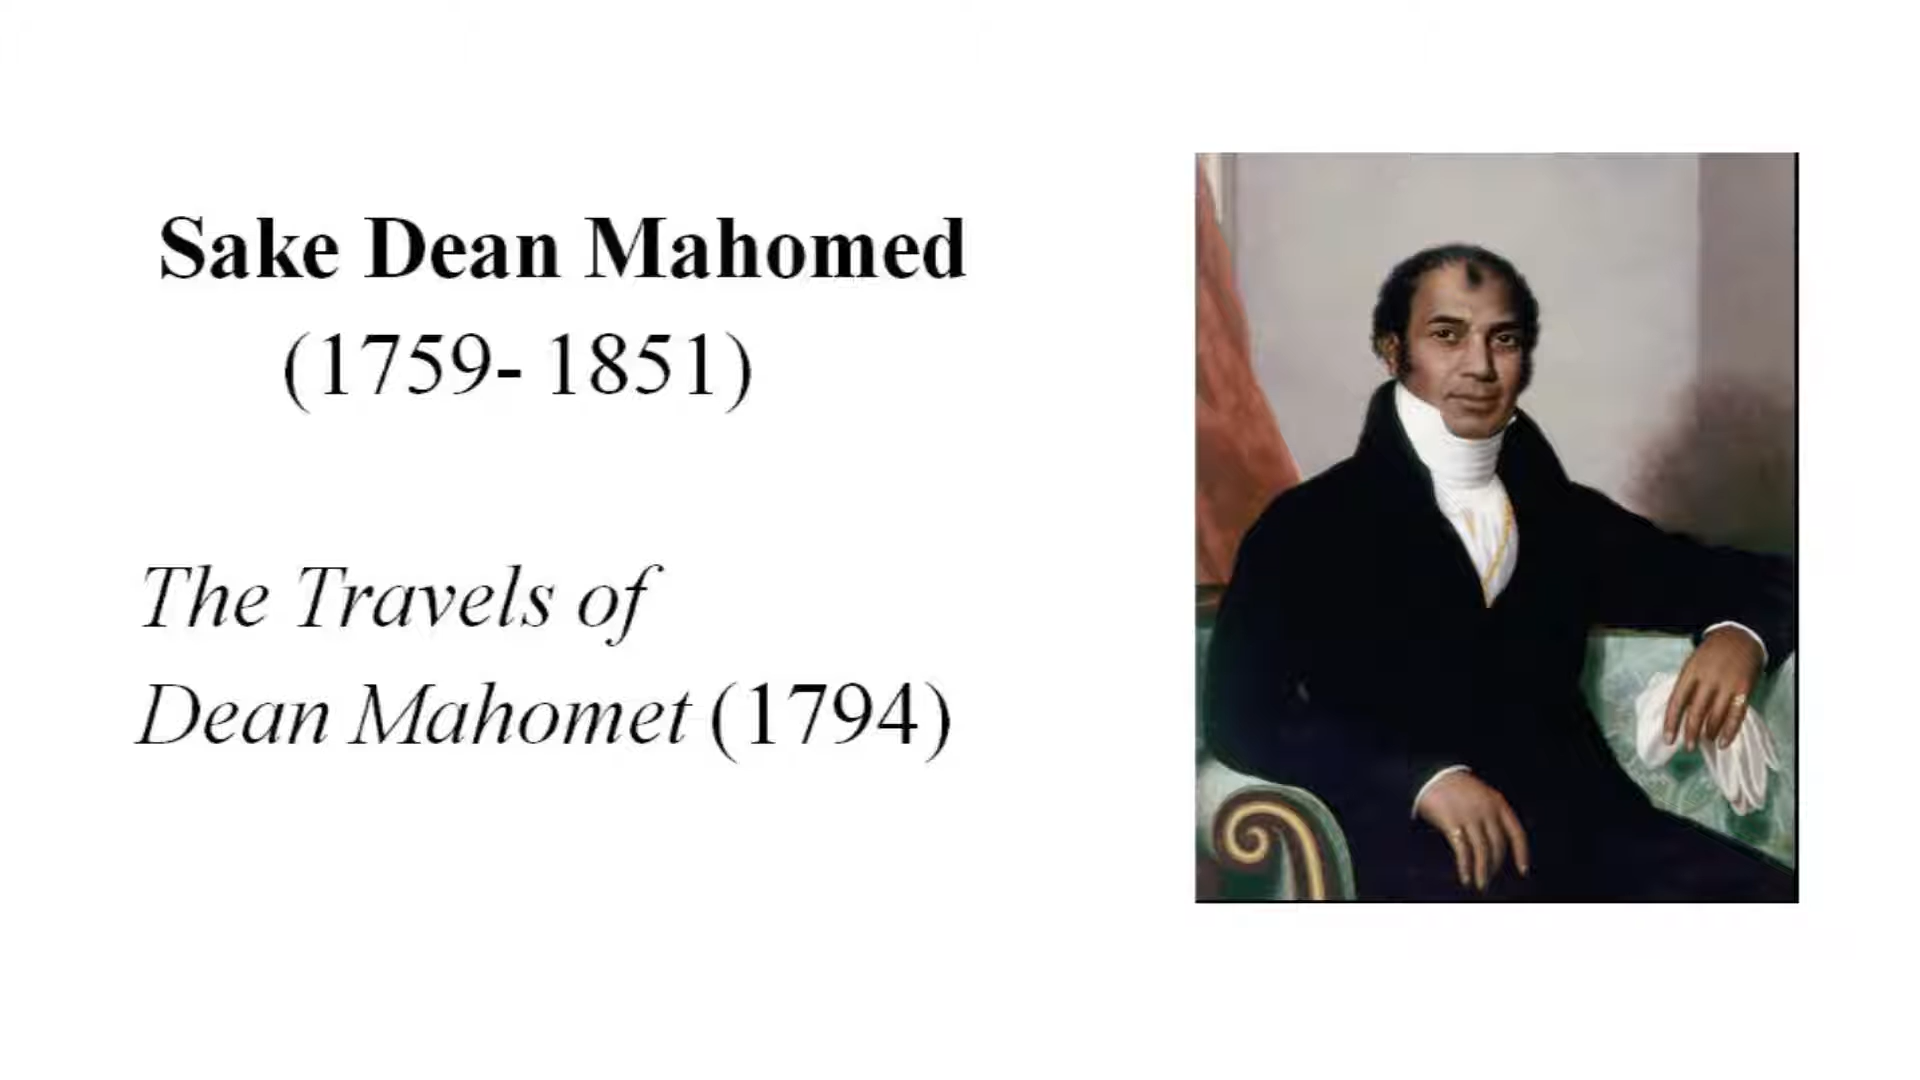 Sake Dean Mahomed
(1759- 1851)
The Travels of
Dean Mahomet (1794)